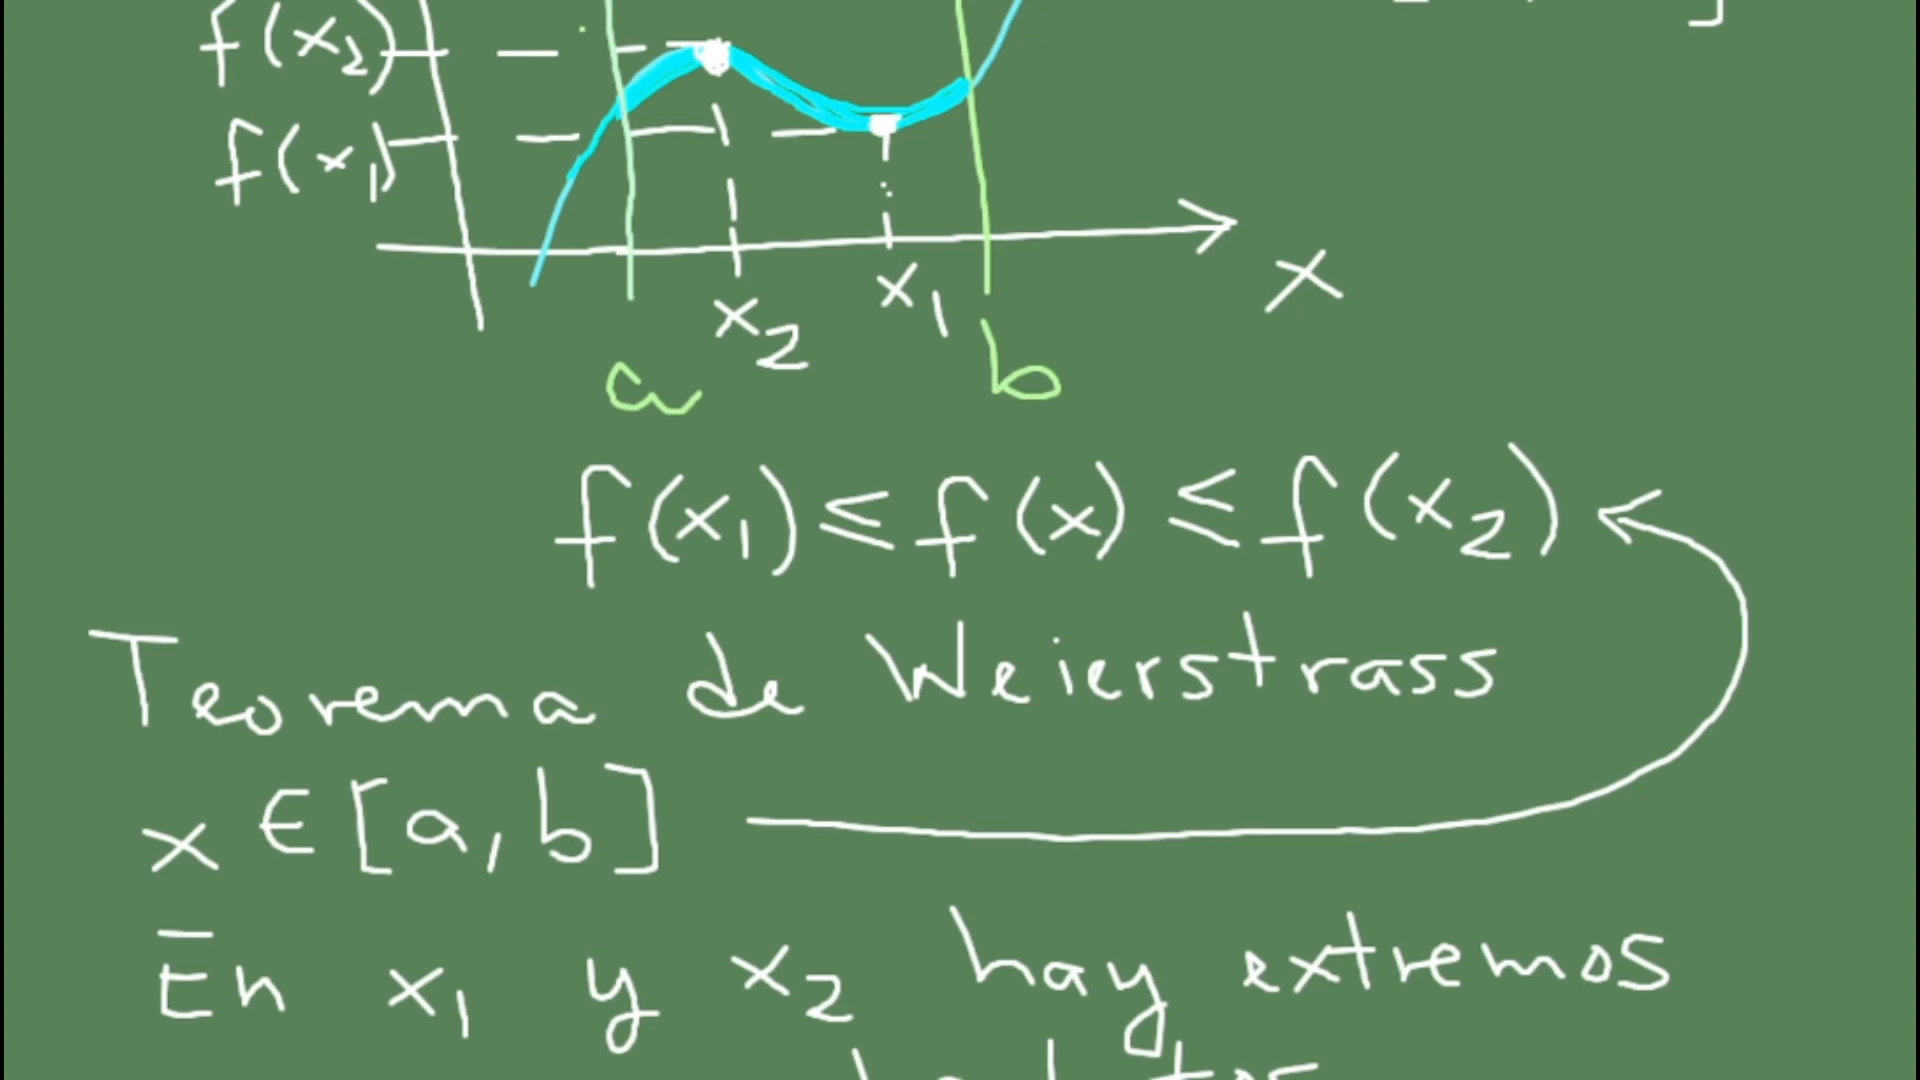 f(x₂)
f(x₁)
x₂ x₁ x
a b
f(x₁) ≤ f(x) ≤ f(x₂)
Teorema de Weierstrass
x ∈ [a, b]
En x₁ y x₂ hay extremos